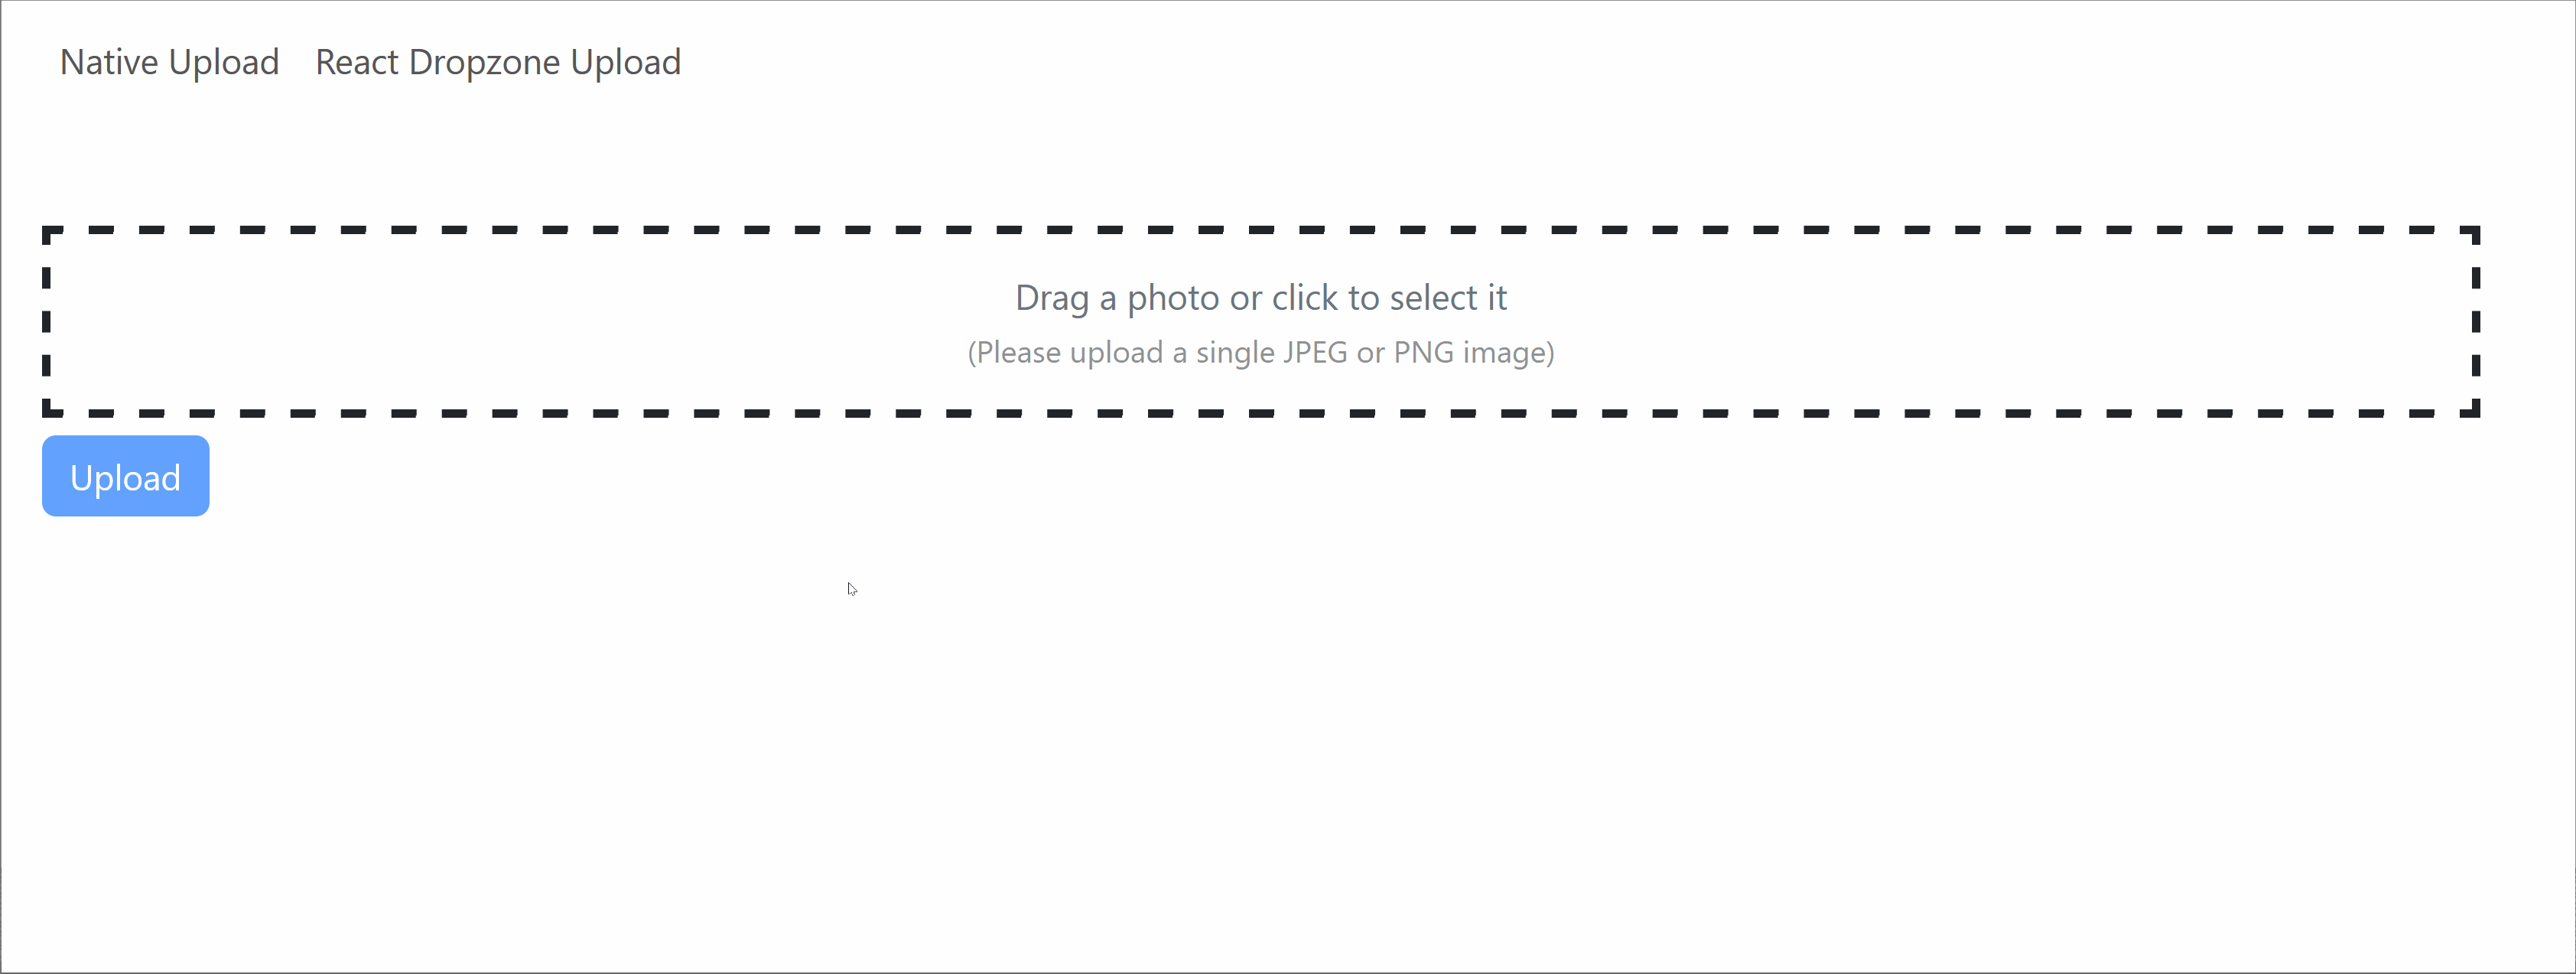 Native Upload React Dropzone Upload
Drag a photo or click to select it
(Please upload a single JPEG or PNG image)
Upload